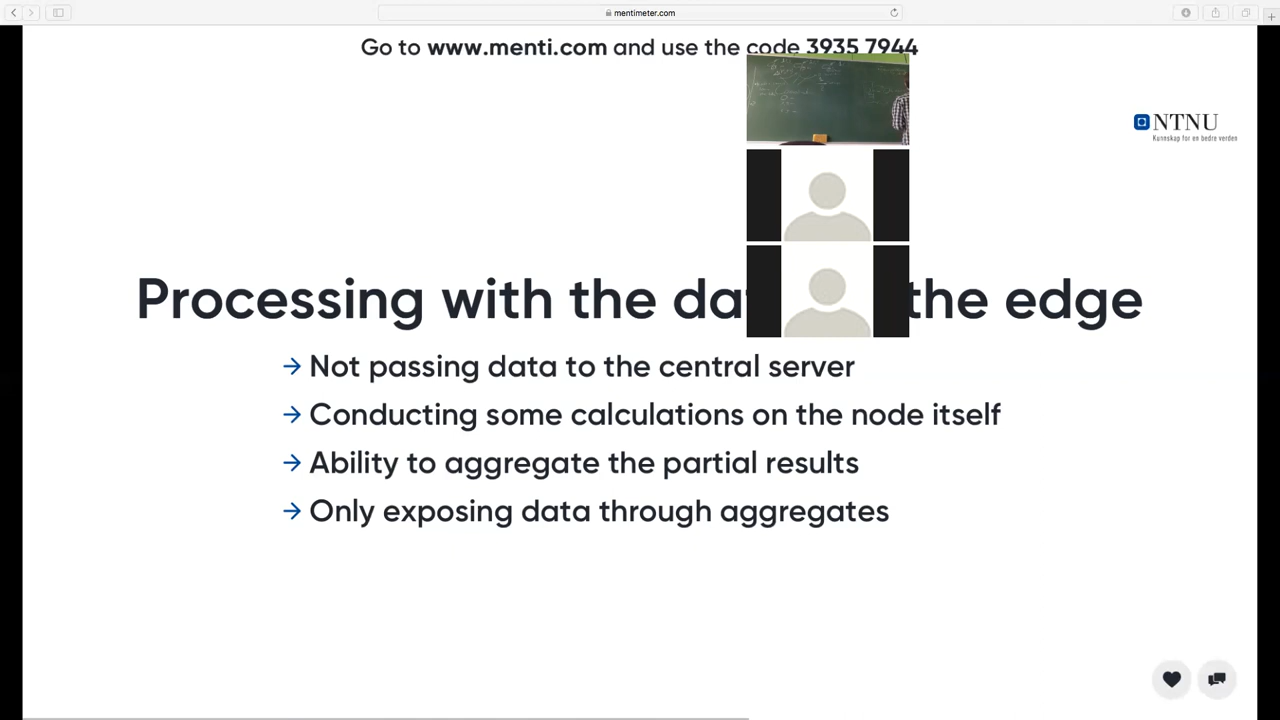 mentimeter.com
Go to www.menti.com and use the code 3935 7944
NTNU
Kunnskap for en bedre verden
Processing with the the edge
→ Not passing data to the central server
→ Conducting some calculations on the node itself
→ Ability to aggregate the partial results
→ Only exposing data through aggregates